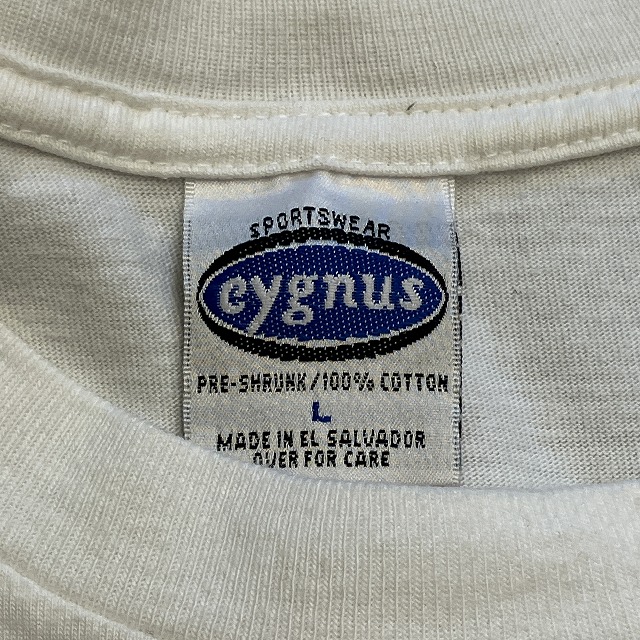 SPORTSWEAR
cygnus
PRE-SHRUNK/100% COTTON
L
MADE IN EL SALVADOR
OVER FOR CARE